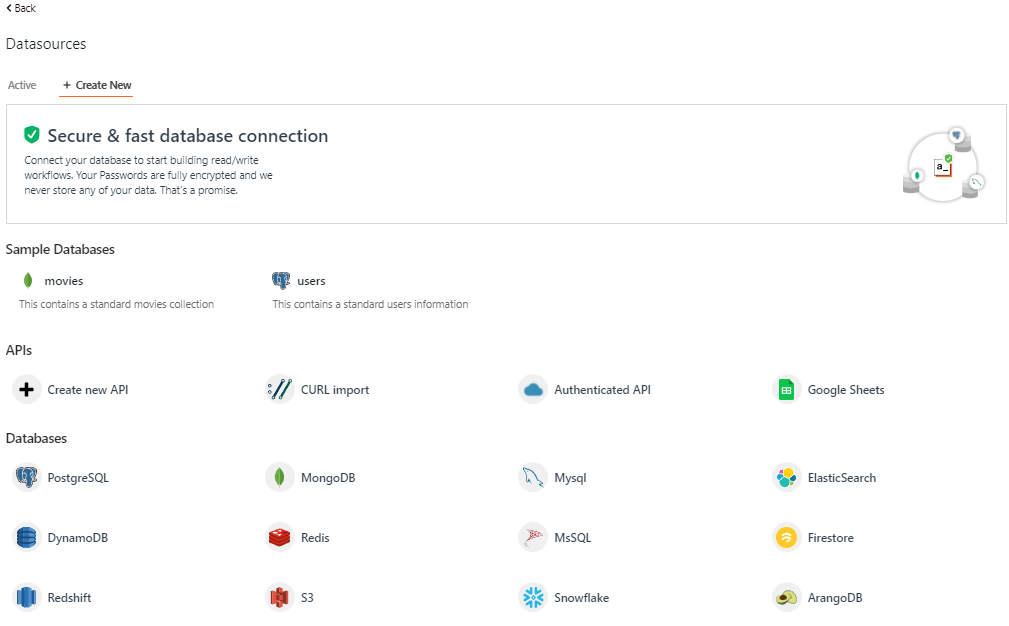 Back
Datasources
Active + Create New
Secure & fast database connection
Connect your database to start building read/write
workflows. Your Passwords are fully encrypted and we
never store any of your data. That's a promise.
a_
Sample Databases
movies users
This contains a standard movies collection This contains a standard users information
APIs
Create new API CURL import Authenticated API Google Sheets
Databases
PostgreSQL MongoDB Mysql ElasticSearch
DynamoDB Redis MsSQL Firestore
Redshift S3 Snowflake ArangoDB